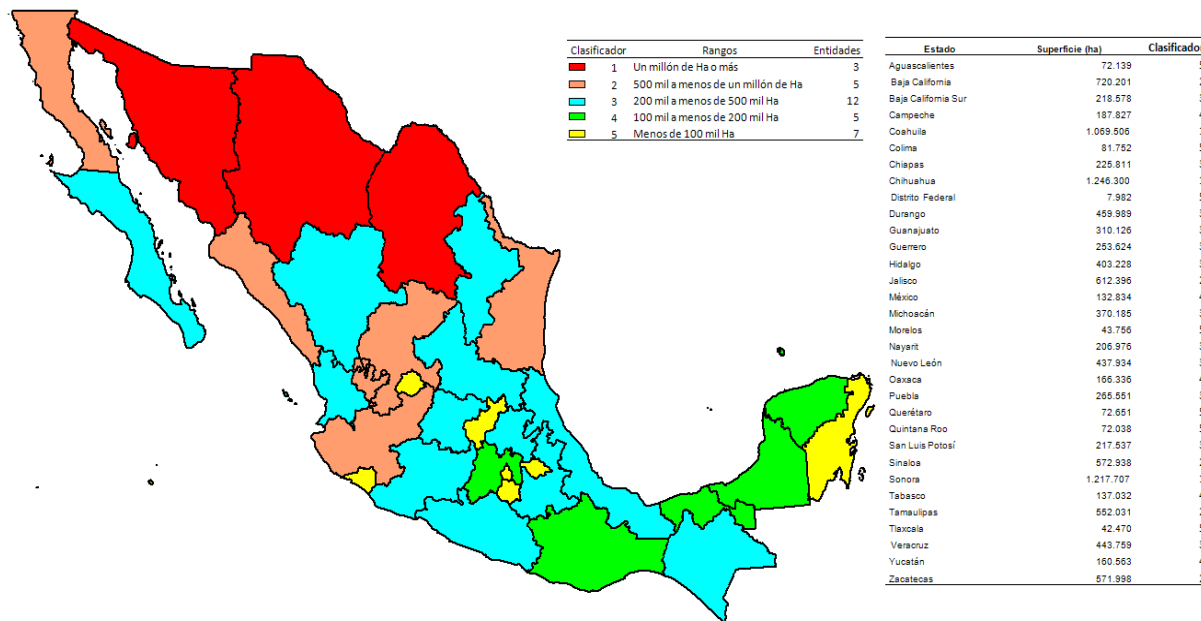 Clasificador Rangos Entidades
1 Un millón de Ha o más 3
2 500 mil a menos de un millón de Ha 5
3 200 mil a menos de 500 mil Ha 12
4 100 mil a menos de 200 mil Ha 5
5 Menos de 100 mil Ha 7
Estado Superficie (ha) Clasificador
Aguascalientes 72.139
Baja California 720.201
Baja California Sur 218.578
Campeche 187.827
Coahuila 1.069.506
Colima 81.752
Chiapas 225.811
Chihuahua 1.246.300
Distrito Federal 7.982
Durango 459.989
Guanajuato 310.126
Guerrero 253.624
Hidalgo 403.228
Jalisco 612.396
México 132.834
Michoacán 370.185
Morelos 43.756
Nayarit 206.976
Nuevo León 437.934
Oaxaca 166.336
Puebla 265.551
Querétaro 72.651
Quintana Roo 72.038
San Luis Potosí 217.537
Sinaloa 572.938
Sonora 1.217.707
Tabasco 137.032
Tamaulipas 552.031
Tlaxcala 42.470
Veracruz 443.759
Yucatán 160.563
Zacatecas 571.998